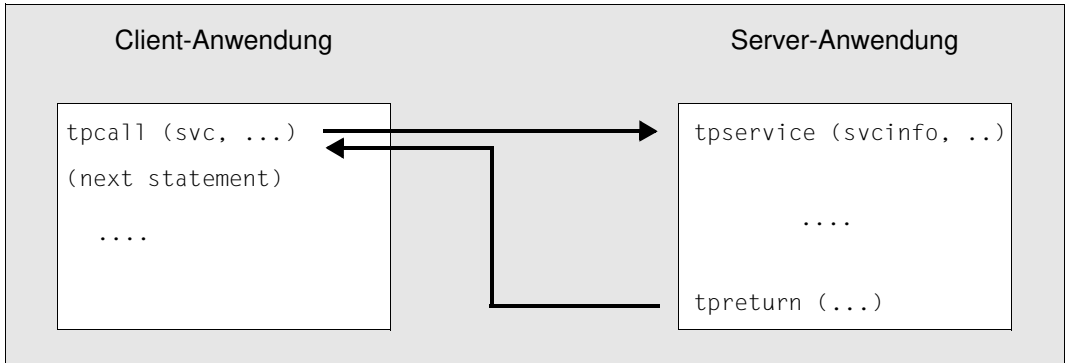 Client-Anwendung
Server-Anwendung
tpcall (svc, ...)
(next statement)
....
tpservice (svcinfo, ..)
....
tpreturn (...)